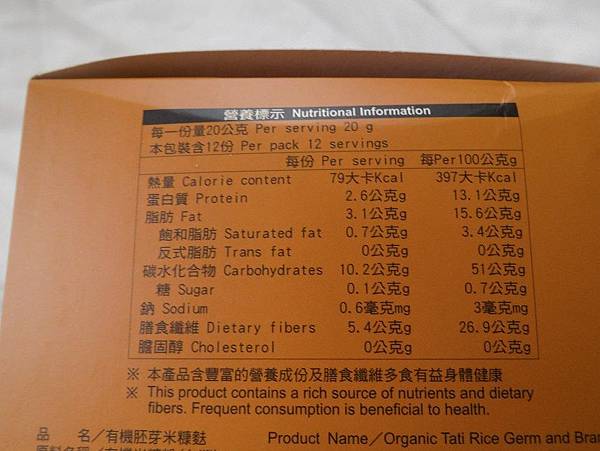 營養標示 Nutritional Information
每一份量20公克 Per serving 20 g
本包裝含12份 Per pack 12 servings
每份 Per serving 每Per100公克g
熱量 Calorie content 79大卡Kcal 397大卡Kcal
蛋白質 Protein 2.6公克g 13.1公克g
脂肪 Fat 3.1公克g 15.6公克g
飽和脂肪 Saturated fat 0.7公克g 3.4公克g
反式脂肪 Trans fat 0公克g 0公克g
碳水化合物 Carbohydrates 10.2公克g 51公克g
糖 Sugar 0.1公克g 0.7公克g
鈉 Sodium 0.6毫克mg 3毫克mg
膳食纖維 Dietary fibers 5.4公克g 26.9公克g
膽固醇 Cholesterol 0公克g 0公克g
※ 本產品含豐富的營養成份及膳食纖維多食有益身體健康
※ This product contains a rich source of nutrients and dietary
fibers. Frequent consumption is beneficial to health.
品 名／有機胚芽米糠麩 Product Name／Organic Tati Rice Germ and Bra